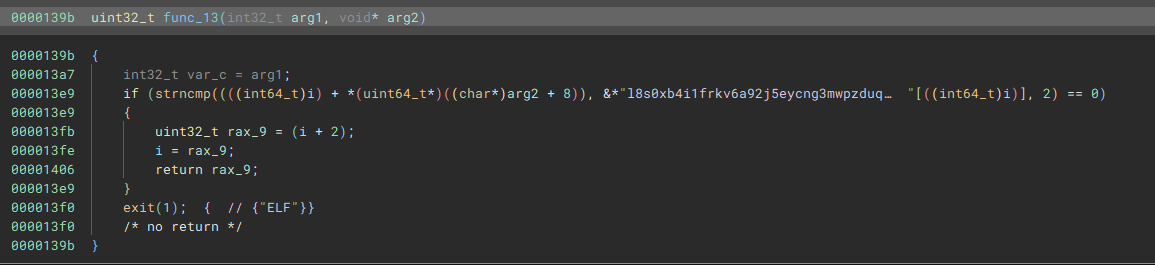 0000139b  uint32_t func_13(int32_t arg1, void* arg2)
0000139b  {
000013a7      int32_t var_c = arg1;
000013e9      if (strncmp((((int64_t)i) + *(uint64_t*)((char*)arg2 + 8)), &*"l8s0xb4i1frkv6a92j5eycng3mwpzduq…  "[((int64_t)i)], 2) == 0)
000013e9      {
000013fb          uint32_t rax_9 = (i + 2);
000013fe          i = rax_9;
00001406          return rax_9;
000013e9      }
000013f0      exit(1);  {  // {"ELF"}}
000013f0      /* no return */
0000139b  }